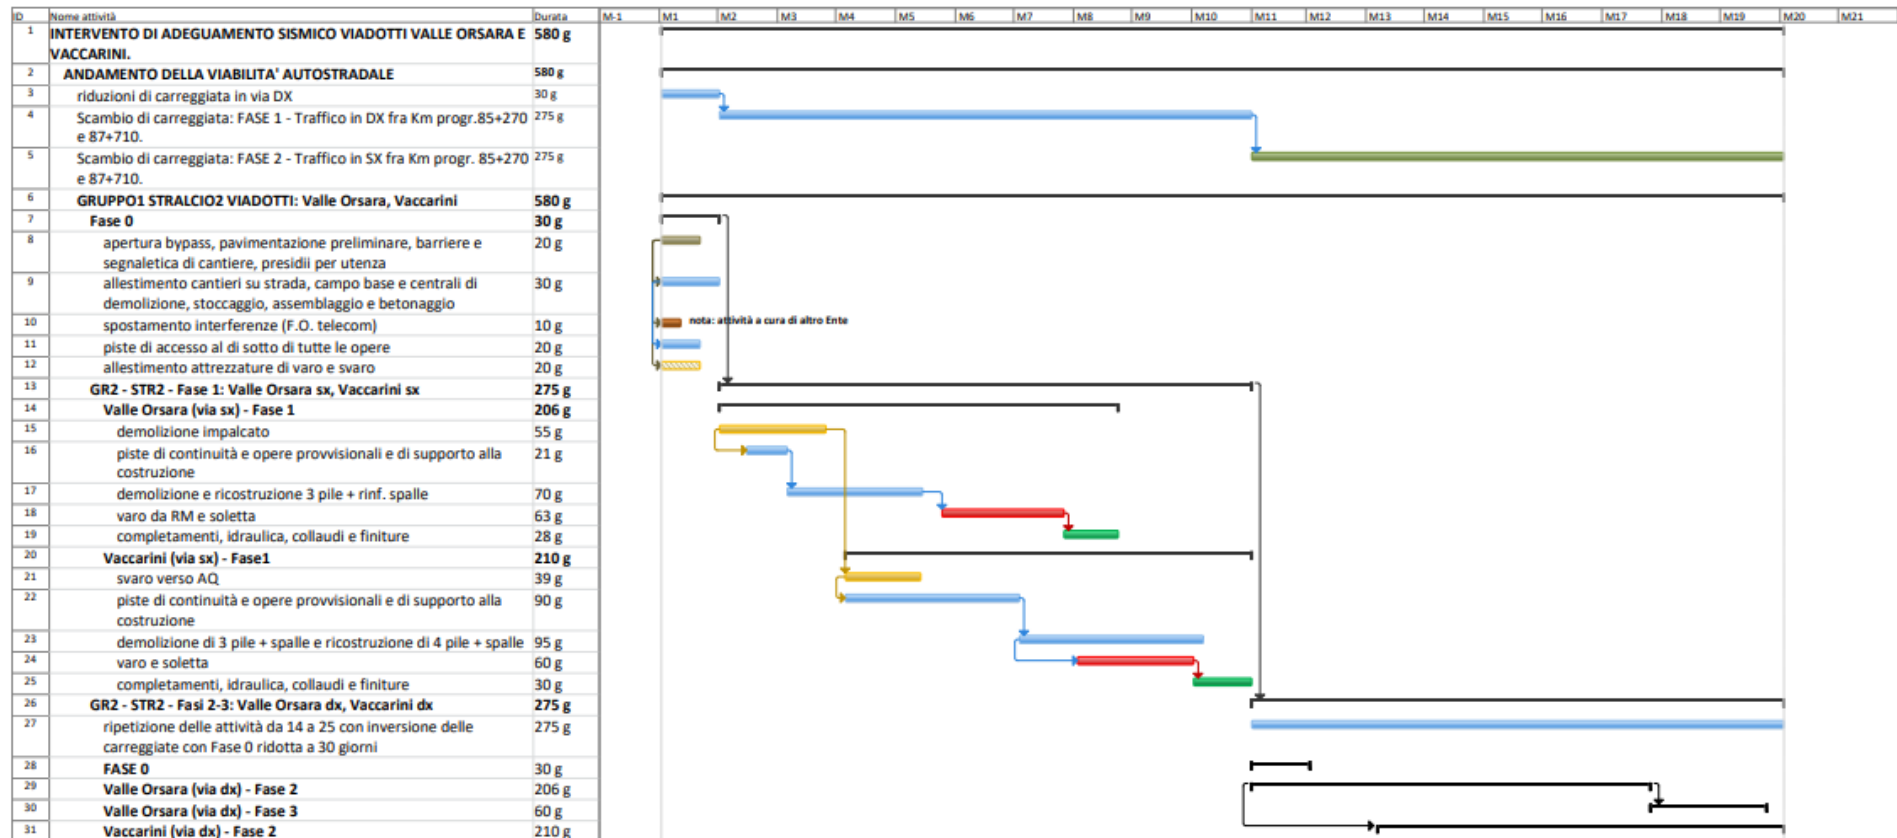 ID Nome attività Durata M-1 M1 M2 M3 M4 M5 M6 M7 M8 M9 M10 M11 M12 M13 M14 M15 M16 M17 M18 M19 M20 M21
1 INTERVENTO DI ADEGUAMENTO SISMICO VIADOTTI VALLE ORSARA E 580 g
VACCARINI.
2 ANDAMENTO DELLA VIABILITA' AUTOSTRADALE 580 g
3 riduzioni di carreggiata in via DX 30 g
4 Scambio di carreggiata: FASE 1 - Traffico in DX fra Km progr.85+270 275 g
e 87+710.
5 Scambio di carreggiata: FASE 2 - Traffico in SX fra Km progr. 85+270 275 g
e 87+710.
6 GRUPPO1 STRALCIO2 VIADOTTI: Valle Orsara, Vaccarini 580 g
7 Fase 0 30 g
8 apertura bypass, pavimentazione preliminare, barriere e 20 g
segnaletica di cantiere, presidii per utenza
9 allestimento cantieri su strada, campo base e centrali di 30 g
demolizione, stoccaggio, assemblaggio e betonaggio
10 spostamento interferenze (F.O. telecom) 10 g nota: attività a cura di altro Ente
11 piste di accesso al di sotto di tutte le opere 20 g
12 allestimento attrezzature di varo e svaro 20 g
13 GR2 - STR2 - Fase 1: Valle Orsara sx, Vaccarini sx 275 g
14 Valle Orsara (via sx) - Fase 1 206 g
15 demolizione impalcato 55 g
16 piste di continuità e opere provvisionali e di supporto alla 21 g
costruzione
17 demolizione e ricostruzione 3 pile + rinf. spalle 70 g
18 varo da RM e soletta 63 g
19 completamenti, idraulica, collaudi e finiture 28 g
20 Vaccarini (via sx) - Fase1 210 g
21 svaro verso AQ 39 g
22 piste di continuità e opere provvisionali e di supporto alla 90 g
costruzione
23 demolizione di 3 pile + spalle e ricostruzione di 4 pile + spalle 95 g
24 varo e soletta 60 g
25 completamenti, idraulica, collaudi e finiture 30 g
26 GR2 - STR2 - Fasi 2-3: Valle Orsara dx, Vaccarini dx 275 g
27 ripetizione delle attività da 14 a 25 con inversione delle 275 g
carreggiate con Fase 0 ridotta a 30 giorni
28 FASE 0 30 g
29 Valle Orsara (via dx) - Fase 2 206 g
30 Valle Orsara (via dx) - Fase 3 60 g
31 Vaccarini (via dx) - Fase 2 210 g